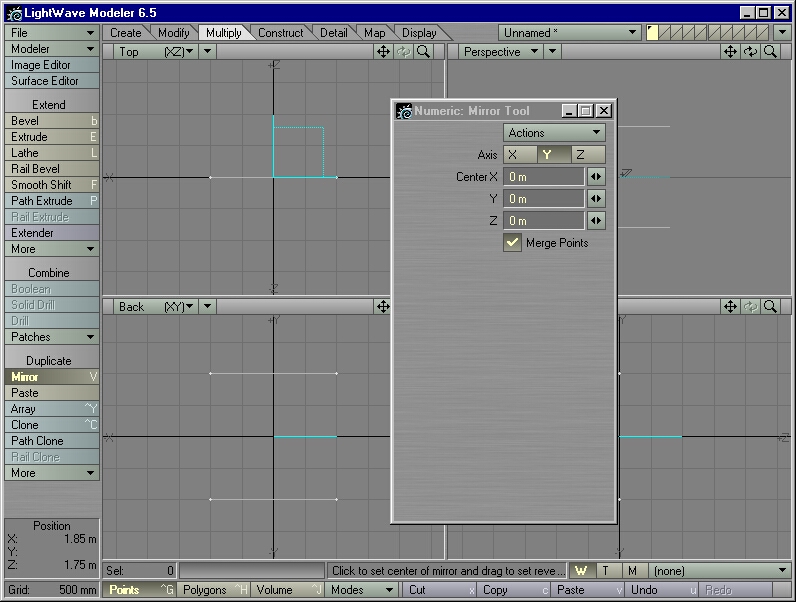 LightWave Modeler 6.5
File
Create Modify Multiply Construct Detail Map Display
Unnamed *
Modeler
Image Editor
Surface Editor
Extend
Bevel b
Extrude E
Lathe L
Rail Bevel
Smooth Shift F
Path Extrude P
Rail Extrude
Extender
More
Combine
Boolean
Solid Drill
Drill
Patches
Duplicate
Mirror V
Paste
Array ^Y
Clone ^C
Path Clone
Rail Clone
More
Position
X: 1.85 m
Y:
Z: 1.75 m
Grid: 500 mm
Top (XZ)
Perspective
Z
X
Z
Z
Back (XY)
Y
X
Y
Y
Z
Y
Numeric: Mirror Tool
Actions
Axis X Y Z
Center X 0 m
Y 0 m
Z 0 m
Merge Points
Sel: 0
Click to set center of mirror and drag to set reve...
W T M (none)
Points ^G Polygons ^H Volume ^J Modes Cut x Copy c Paste v Undo u Redo